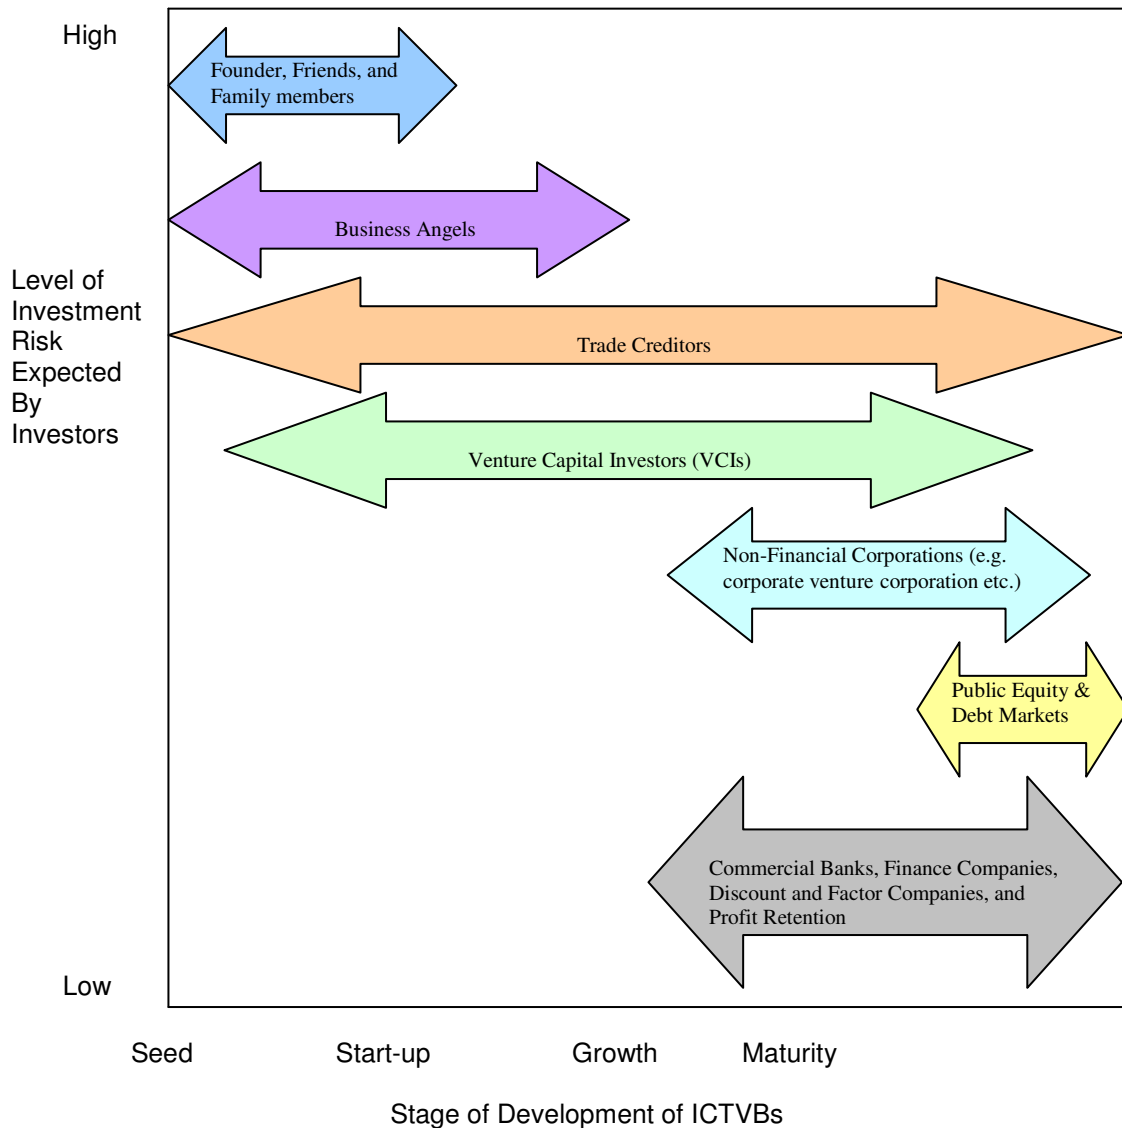 High
Founder, Friends, and
Family members
Business Angels
Level of
Investment
Risk
Expected
By
Investors
Trade Creditors
Venture Capital Investors (VCIs)
Non-Financial Corporations (e.g.
corporate venture corporation etc.)
Public Equity &
Debt Markets
Commercial Banks, Finance Companies,
Discount and Factor Companies, and
Profit Retention
Low
Seed
Start-up
Growth
Maturity
Stage of Development of ICTVBs